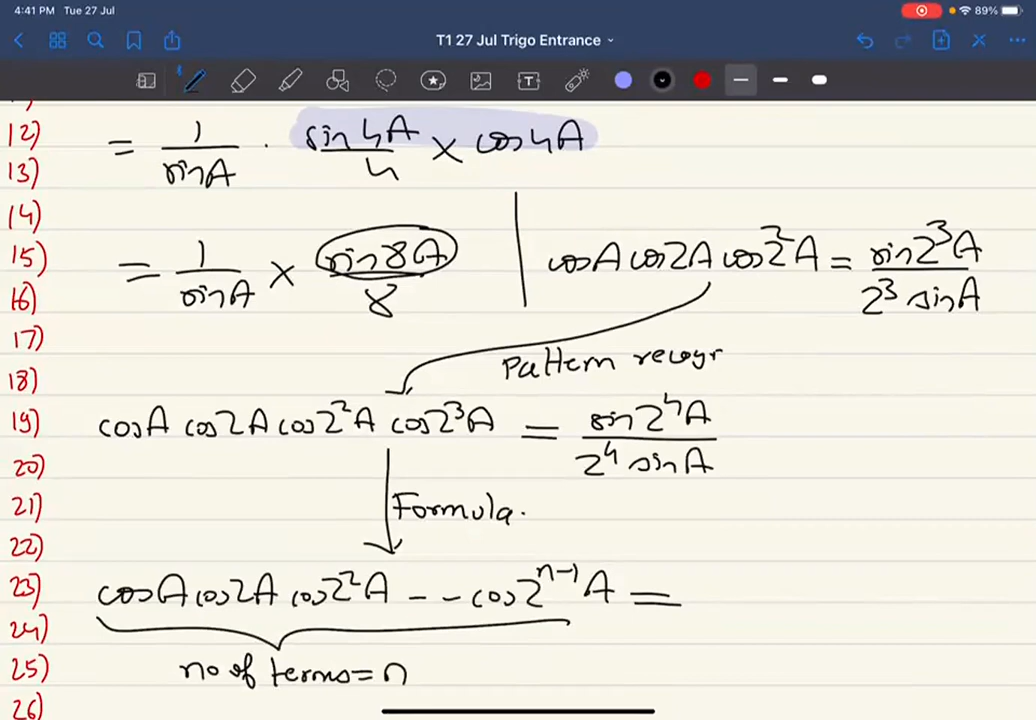 4:41 PM Tue 27 Jul
89%
T1 27 Jul Trigo Entrance
12) = 1/sinA · sin4A/4 × cos4A
13)
14)
15) = 1/sinA × sin8A/8 | cosA cos2A cos2²A = sin2³A/2³ sinA
16)
17)
18) Pattern recogr
19) cosA cos2A cos2²A cos2³A = sin2⁴A/2⁴ sinA
20)
21) Formula.
22)
23) cosA cos2A cos2²A - - cos2ⁿ⁻¹A =
24)
25) no of terms = n
26)